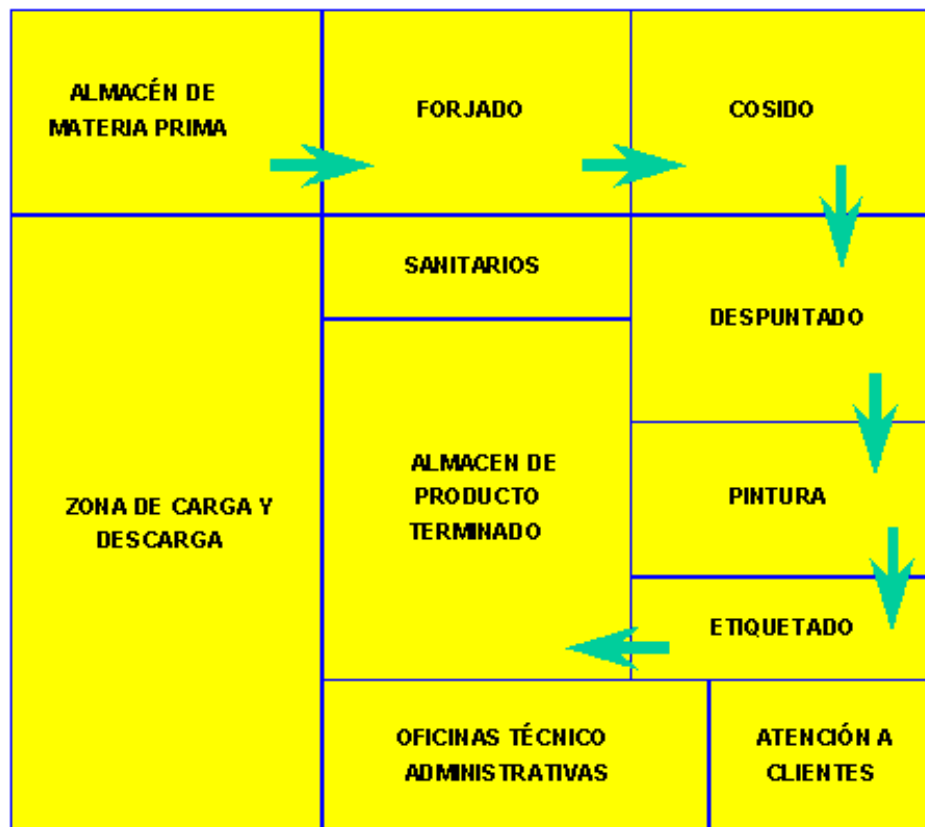 ALMACÉN DE
MATERIA PRIMA
FORJADO
COSIDO
SANITARIOS
DESPUNTADO
ALMACEN DE
PRODUCTO
TERMINADO
ZONA DE CARGA Y
DESCARGA
PINTURA
ETIQUETADO
OFICINAS TÉCNICO
ADMINISTRATIVAS
ATENCIÓN A
CLIENTES